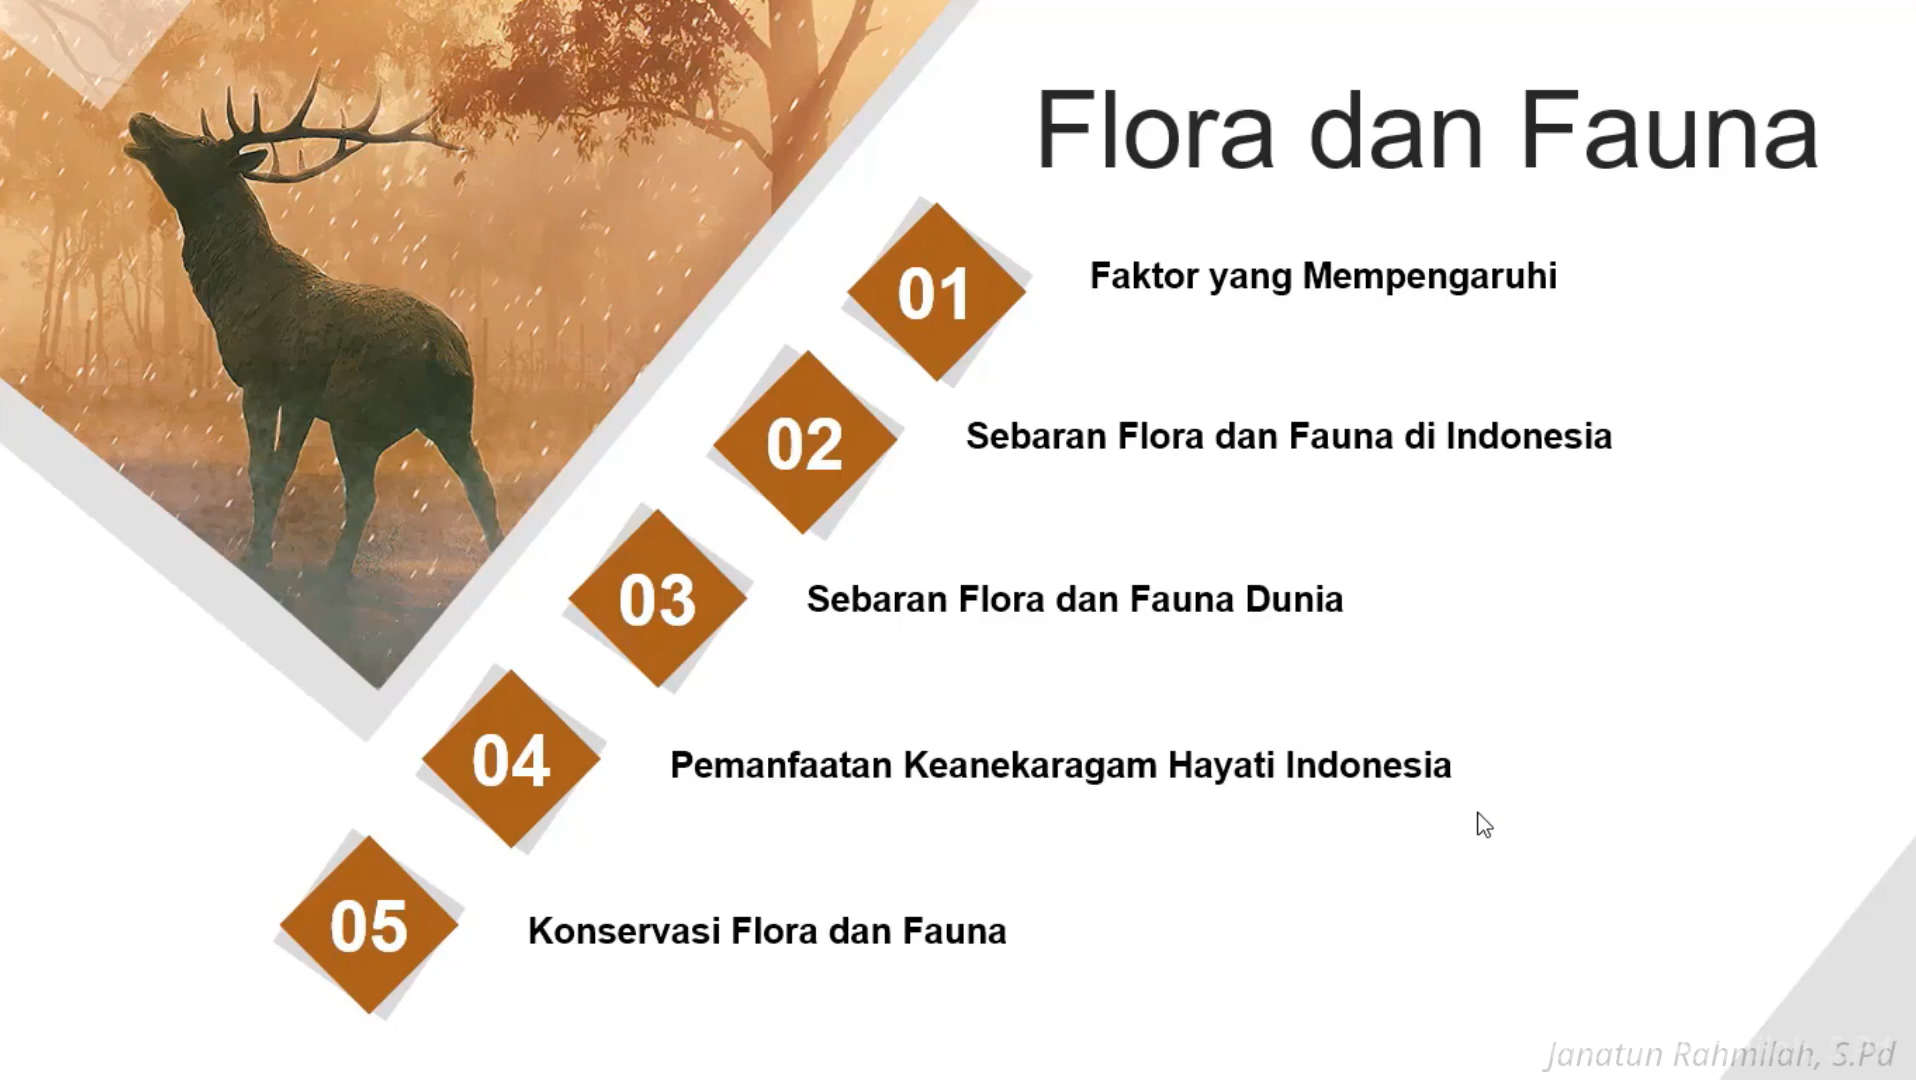 Flora dan Fauna
01
Faktor yang Mempengaruhi
02
Sebaran Flora dan Fauna di Indonesia
03
Sebaran Flora dan Fauna Dunia
04
Pemanfaatan Keanekaragam Hayati Indonesia
05
Konservasi Flora dan Fauna
Janatun Rahmilah, S.Pd